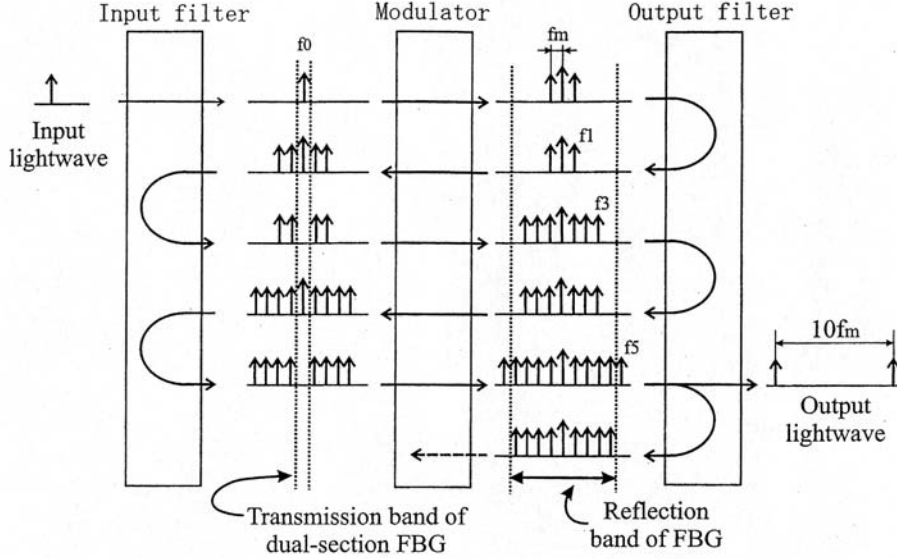 Input filter
Modulator
Output filter
f0
fm
Input
lightwave
f1
f3
f5
10fm
Output
lightwave
Transmission band of
dual-section FBG
Reflection
band of FBG